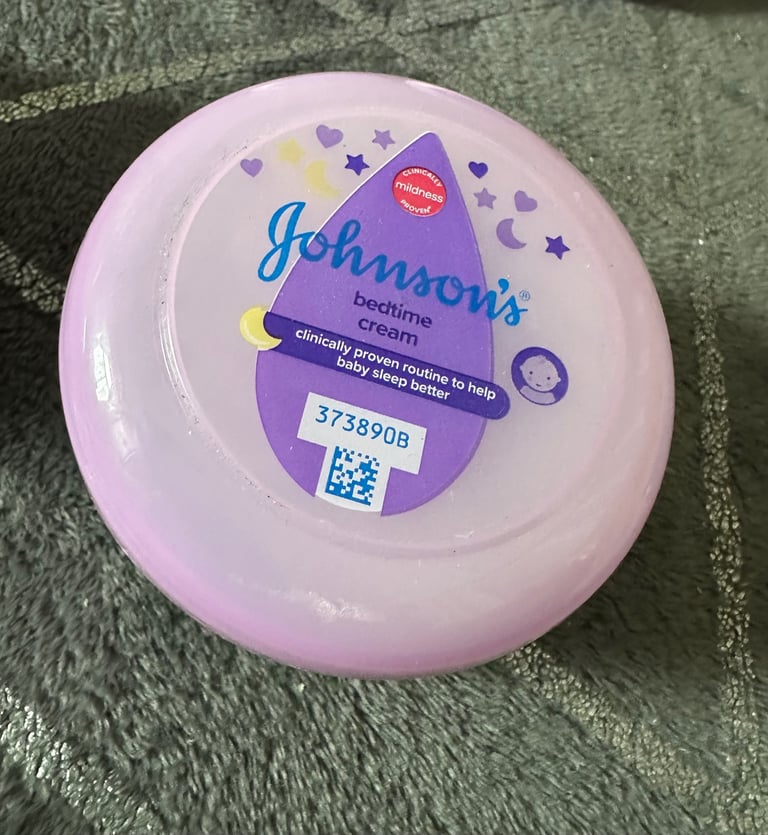 CLINICALLY
mildness
PROVEN
Johnson's®
bedtime
cream
clinically proven routine to help
baby sleep better
373890B